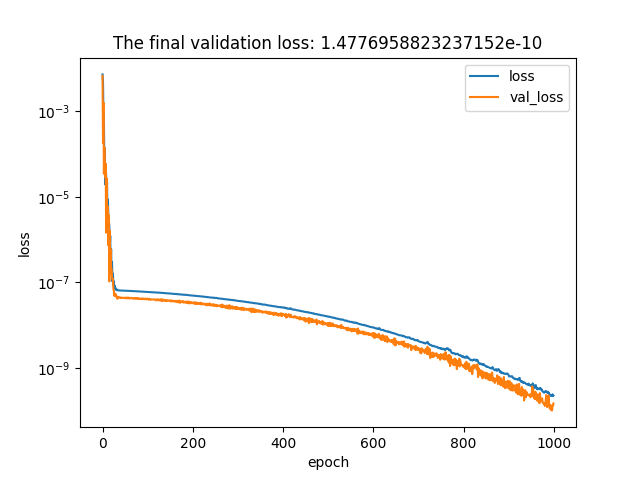 The final validation loss: 1.4776958823237152e-10
loss
val_loss
10⁻³
10⁻⁵
10⁻⁷
10⁻⁹
loss
0
200
400
600
800
1000
epoch